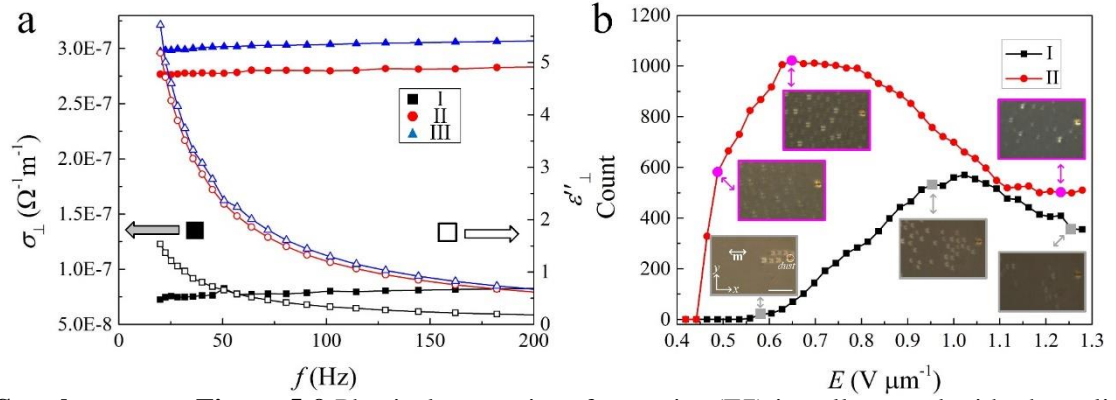 a
3.0E-7
2.5E-7
2.0E-7
1.5E-7
1.0E-7
5.0E-8
σ⊥ (Ω⁻¹m⁻¹)
I
II
III
5
4
3
2
1
0
ε″⊥
0 50 100 150 200
f (Hz)
b
1200
1000
800
600
400
200
0
Count
I
II
m
y
x
dust
0.4 0.5 0.6 0.7 0.8 0.9 1.0 1.1 1.2 1.3
E (V μm⁻¹)